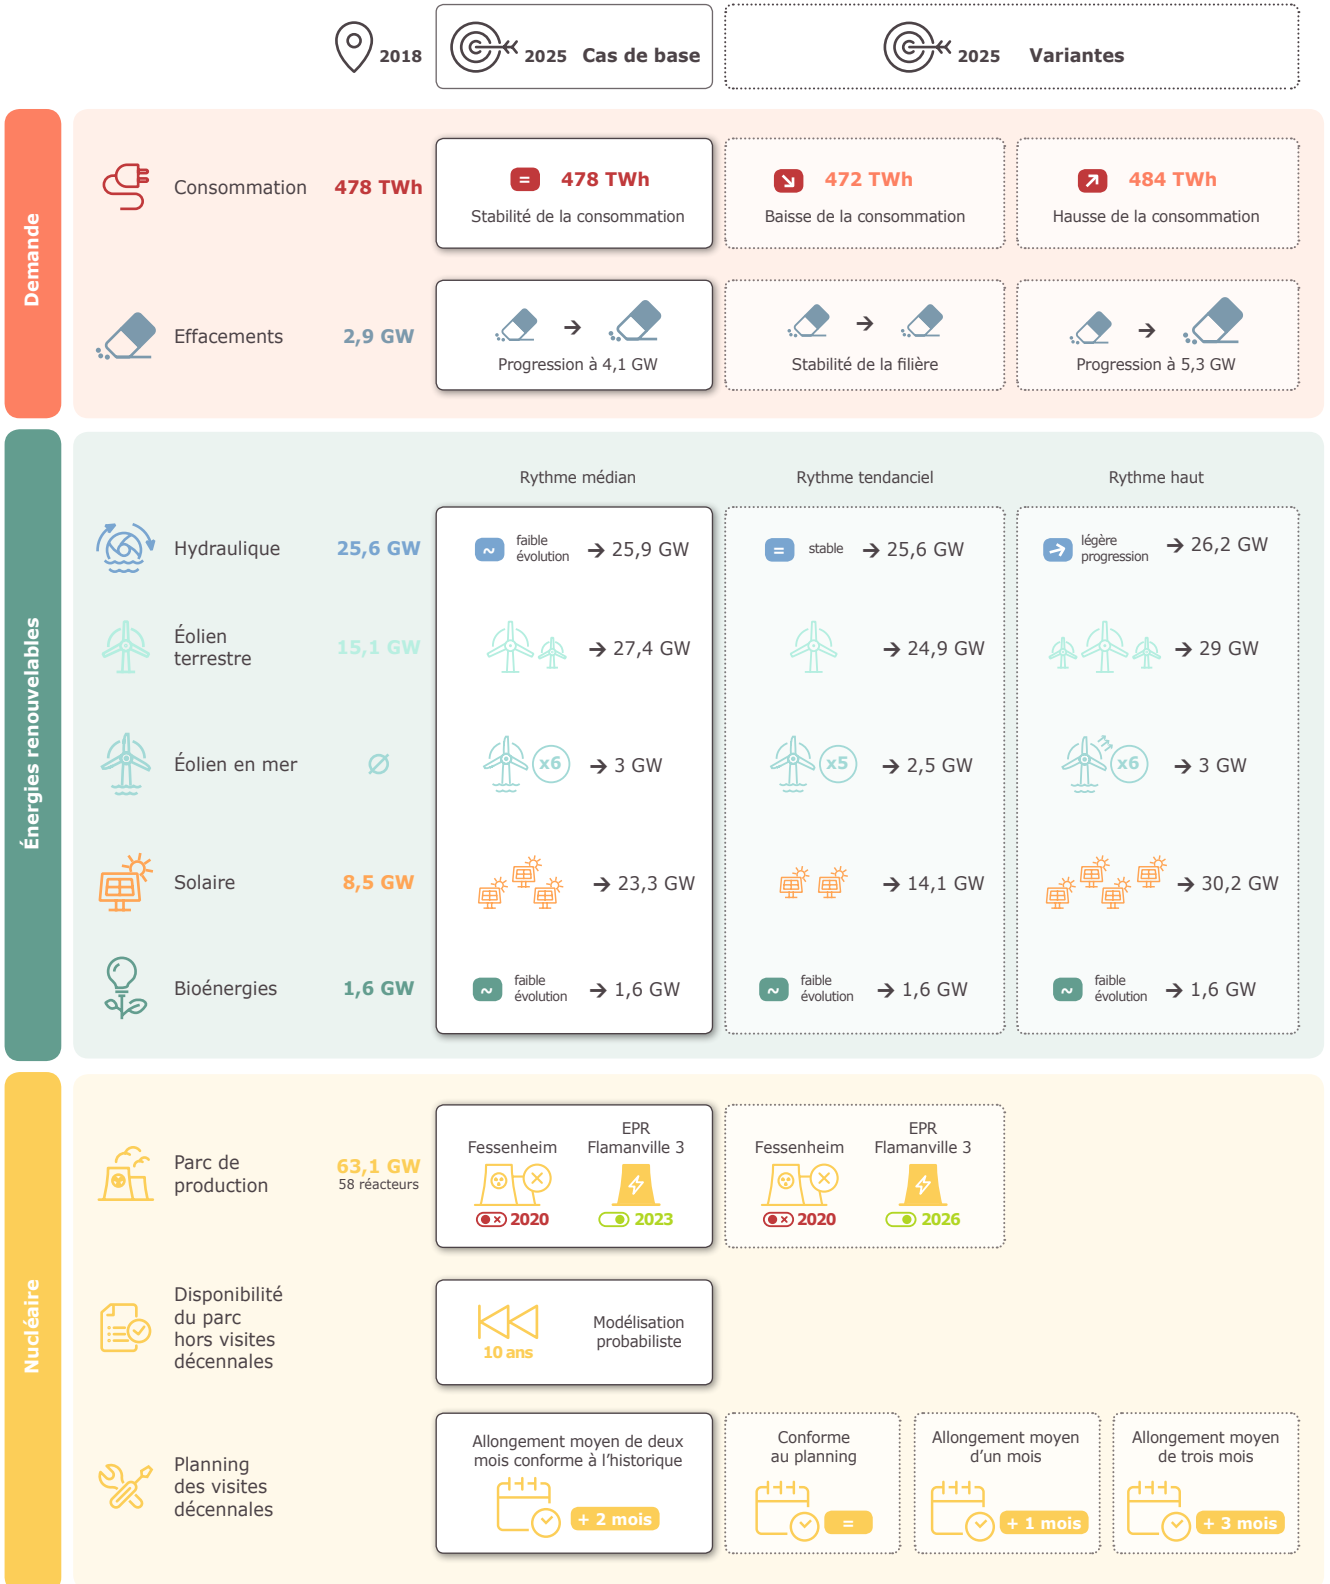 2018
2025 Cas de base
2025 Variantes
Demande
Consommation
478 TWh
= 478 TWh
Stabilité de la consommation
472 TWh
Baisse de la consommation
484 TWh
Hausse de la consommation
Effacements
2,9 GW
Progression à 4,1 GW
Stabilité de la filière
Progression à 5,3 GW
Énergies renouvelables
Rythme médian
Rythme tendanciel
Rythme haut
Hydraulique
25,6 GW
~ faible
évolution
→ 25,9 GW
= stable → 25,6 GW
légère
progression
→ 26,2 GW
Éolien
terrestre
15,1 GW
→ 27,4 GW
→ 24,9 GW
→ 29 GW
Éolien en mer
Ø
x6 → 3 GW
x5 → 2,5 GW
x6 → 3 GW
Solaire
8,5 GW
→ 23,3 GW
→ 14,1 GW
→ 30,2 GW
Bioénergies
1,6 GW
~ faible
évolution
→ 1,6 GW
~ faible
évolution
→ 1,6 GW
~ faible
évolution
→ 1,6 GW
Nucléaire
Parc de
production
63,1 GW
58 réacteurs
Fessenheim
2020
EPR
Flamanville 3
2023
Fessenheim
2020
EPR
Flamanville 3
2026
Disponibilité
du parc
hors visites
décennales
10 ans
Modélisation
probabiliste
Planning
des visites
décennales
Allongement moyen de deux
mois conforme à l'historique
+ 2 mois
Conforme
au planning
=
Allongement moyen
d'un mois
+ 1 mois
Allongement moyen
de trois mois
+ 3 mois